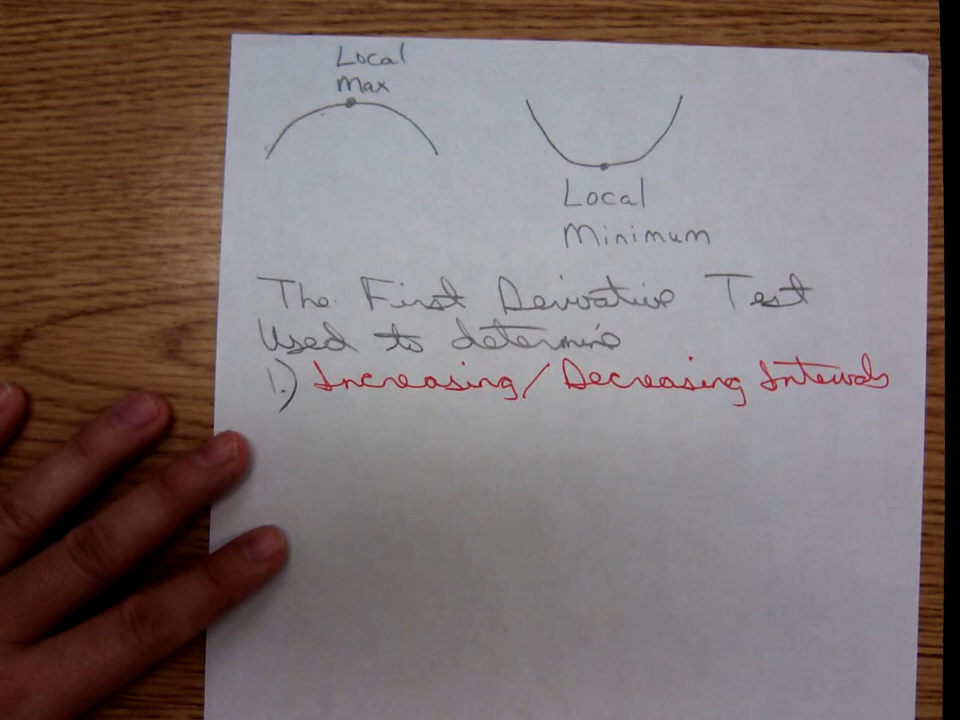 Local
Max
Local
Minimum
The First Derivative Test
Used to determine
1.) Increasing/Decreasing Intervals